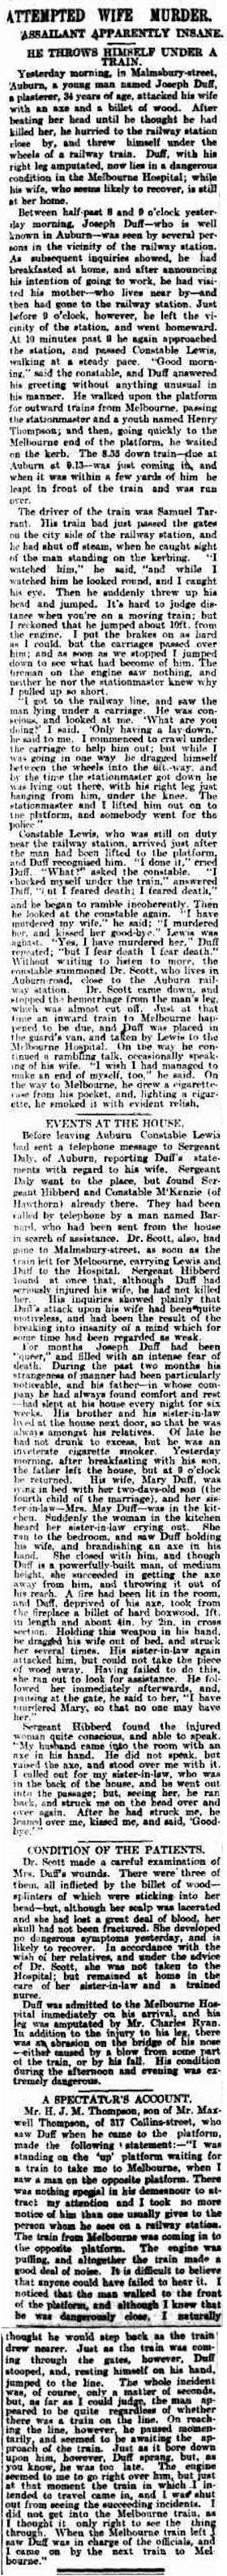 ATTEMPTED WIFE MURDER.
ASSAILANT APPARENTLY INSANE.
HE THROWS HIMSELF UNDER A
TRAIN.
Yesterday morning, in Malmsbury-street,
Auburn, a young man named Joseph Duff,
a plasterer, 34 years of age, attacked his wife
with an axe and a billet of wood. After
beating her head until he thought he had
killed her, he hurried to the railway station
close by, and threw himself under the
wheels of a railway train. Duff, with his
right leg amputated, now lies in a dangerous
condition in the Melbourne Hospital; while
his wife, who seems likely to recover, is still
at her home.
Between half-past 8 and 9 o'clock yester-
day morning, Joseph Duff—who is well
known in Auburn—was seen by several per-
sons in the vicinity of the railway station.
As subsequent inquiries showed, he had
breakfasted at home, and after announcing
his intention of going to work, he had visi-
ted his mother—who lives near by—and
then had gone to the railway station. Just
before 9 o'clock, however, he left the vi-
cinity of the station, and went homeward.
At 10 minutes past 9 he again approached
the station, and passed Constable Lewis,
walking at a steady pace. "Good morn-
ing," said the constable, and Duff answered
his greeting without anything unusual in
his manner. He walked upon the platform
for outward trains from Melbourne, passing
the stationmaster and a youth named Henry
Thompson; and then, going quickly to the
Melbourne end of the platform, he waited
on the kerb. The 8.55 down train—due at
Auburn at 9.13—was just coming in, and
when it was within a few yards of him he
leapt in front of the train and was run
over.
The driver of the train was Samuel Tar-
rant. His train had just passed the gates
on the city side of the railway station, and
he had shut off steam, when he caught sight
of the man standing on the kerbing. "I
watched him," he said, "and while I
watched him he looked round, and I caught
his eye. Then he suddenly threw up his
head and jumped. It's hard to judge dis-
tance when you're on a moving train; but
I reckoned that he jumped about 10ft. from
the engine. I put the brakes on as hard
as I could, but the carriages passed over
him; and as soon as we stopped I jumped
down to see what had become of him. The
fireman on the engine saw nothing, and
neither he nor the stationmaster knew why
I pulled up so short.
"I got to the railway line, and saw the
man lying under a carriage. He was con-
scious, and looked at me. 'What are you
doing?' I said. 'Only having a lay-down,'
he said to me. I commenced to crawl under
the carriage to help him out; but while I
was going in one way he dragged himself
between the wheels into the 6ft.-way, and
by the time the stationmaster got down he
was lying out there, with his right leg just
hanging from him, under the knee. The
stationmaster and I lifted him out on to
the platform, and somebody went for the
police."
Constable Lewis, who was still on duty
near the railway station, arrived just after
the man had been lifted to the platform,
and Duff recognised him. "I done it," cried
Duff. "What?" asked the constable. "I
chucked myself under the train," answered
Duff, "but I feared death; I feared death,"
and he began to ramble incoherently. Then
he looked at the constable again. "I have
murdered my wife," he said; "I murdered
her, and kissed her good-bye." Lewis was
aghast. "Yes, I have murdered her," Duff
repeated; "but I fear death I fear death."
Without waiting to listen to more, the
constable summoned Dr. Scott, who lives in
Auburn-road, close to the Auburn rail-
way station. Dr. Scott came down, and
stopped the hemorrhage from the man's leg,
which was almost cut off. Just at that
time an inward train to Melbourne hap-
pened to be due, and Duff was placed in
the guard's van, and taken by Lewis to the
Melbourne Hospital. On the way he con-
tinued a rambling talk, occasionally speak-
ing of his wife. "I wish I had managed to
make an end of myself, too," he said. On
the way to Melbourne, he drew a cigarette-
case from his pocket, and, lighting a cigar-
ette, he smoked it with evident relish.
EVENTS AT THE HOUSE.
Before leaving Auburn Constable Lewis
had sent a telephone message to Sergeant
Daly, of Auburn, reporting Duff's state-
ments with regard to his wife. Sergeant
Daly went to the place, but found Ser-
geant Hibberd and Constable M'Kenzie (of
Hawthorn) already there. They had been
called by telephone by a man named Bar-
nard, who had been sent from the house
in search of assistance. Dr. Scott, also, had
gone to Malmsbury-street, as soon as the
train left for Melbourne, carrying Lewis and
Duff to the Hospital. Sergeant Hibberd
found at once that, although Duff had
seriously injured his wife, he had not killed
her. His inquiries showed plainly that
Duff's attack upon his wife had been quite
motiveless, and had been the result of the
breaking into insanity of a mind which for
some time had been regarded as weak.
For months Joseph Duff had been
"queer," and filled with an intense fear of
death. During the past two months his
strangeness of manner had been particularly
noticeable, and his father—in whose com-
pany he had always found comfort and rest
—had slept at his house every night for six
weeks. His brother and his sister-in-law
lived at the house next door, so that he was
always amongst his relatives. Of late he
had not drunk to excess, but he was an
inveterate cigarette smoker. Yesterday
morning, after breakfasting with his son,
the father left the house, but at 9 o'clock
he returned. His wife, Mary Duff, was
lying in bed with her two-days-old son (the
fourth child of the marriage), and her sis-
ter-in-law—Mrs. May Duff—was in the kit-
chen. Suddenly the woman in the kitchen
heard her sister-in-law crying out. She
ran to the bedroom, and saw Duff holding
his wife, and brandishing an axe in his
hand. She closed with him, and though
Duff is a powerfully-built man, of medium
height, she succeeded in getting the axe
away from him, and throwing it out of
his reach. A fire had been lit in the room,
and Duff, deprived of his axe, took from
the fireplace a billet of hard boxwood, 1ft.
in length and about 4in. by 2in. in cross
section. Holding this weapon in his hand,
he dragged his wife out of bed, and struck
her several times. His sister-in-law again
attacked him, but could not take the piece
of wood away. Having failed to do this,
she ran out to look for assistance. He fol-
lowed her immediately afterwards, and,
pausing at the gate, he said to her, "I have
murdered Mary, so that no one may have
her."
Sergeant Hibberd found the injured
woman quite conscious, and able to speak.
"My husband came into the room with an
axe in his hand. He did not speak, but
raised the axe, and stood over me with it.
I called out for my sister-in-law, who was
in the back of the house, and he went out
into the passage; but, seeing her, he ran
back, and struck me on the head over and
over again. After he had struck me, he
leaned over me, kissed me, and said, 'Good-
bye.'"
CONDITION OF THE PATIENTS.
Dr. Scott made a careful examination of
Mrs. Duff's wounds. There were three of
them, all inflicted by the billet of wood—
splinters of which were sticking into her
head—but, although her scalp was lacerated
and she had lost a great deal of blood, her
skull had not been fractured. She developed
no dangerous symptoms yesterday, and is
likely to recover. In accordance with the
wish of her relatives, and under the advice
of Dr. Scott, she was not taken to the
Hospital; but remained at home in the
care of her sister-in-law and a trained
nurse.
Duff was admitted to the Melbourne Hos-
pital immediately on his arrival, and his
leg was amputated by Mr. Charles Ryan.
In addition to the injury to his leg, there
was an abrasion on the bridge of his nose
—either caused by a blow from some part
of the train, or by his fall. His condition
during the afternoon and evening was ex-
tremely dangerous.
A SPECTATOR'S ACCOUNT.
Mr. H. J. M. Thompson, son of Mr. Max-
well Thompson, of 317 Collins-street, who
saw Duff when he came to the platform,
made the following statement:—"I was
standing on the 'up' platform waiting for
a train to take me to Melbourne, when I
saw a man on the opposite platform. There
was nothing special in his demeanour to at-
tract my attention and I took no more
notice of him than one usually gives to the
person whom he sees on a railway station.
The train from Melbourne was coming in to
the opposite platform. The engine was
puffing, and altogether the train made a
good deal of noise. It is difficult to believe
that anyone could have failed to hear it. I
noticed that the man walked to the front
of the platform, and although I knew that
he was dangerously close, I naturally
thought he would step back as the train
drew nearer. Just as the train was com-
ing through the gates, however, Duff
stooped, and, resting himself on his hand,
jumped to the line. The whole incident
was, of course, only a matter of seconds,
but, as far as I could judge, the man ap-
peared to be quite regardless of whether
there was a train on the line. On reach-
ing the line, however, he paused momen-
tarily, and seemed to be awaiting the ap-
proach of the train. Just as it bore down
upon him, however, Duff sprang, but, as
you know, he was too late. The engine
seemed to me to go right over him, but just
at that moment the train in which I in-
tended to travel came in, and I was shut
out from seeing the succeeding incidents. I
did not get into the Melbourne train, as
I thought it only right to see the thing
through. When the Melbourne train left I
saw Duff was in charge of the officials, and
I came on by the next train to Mel-
bourne."